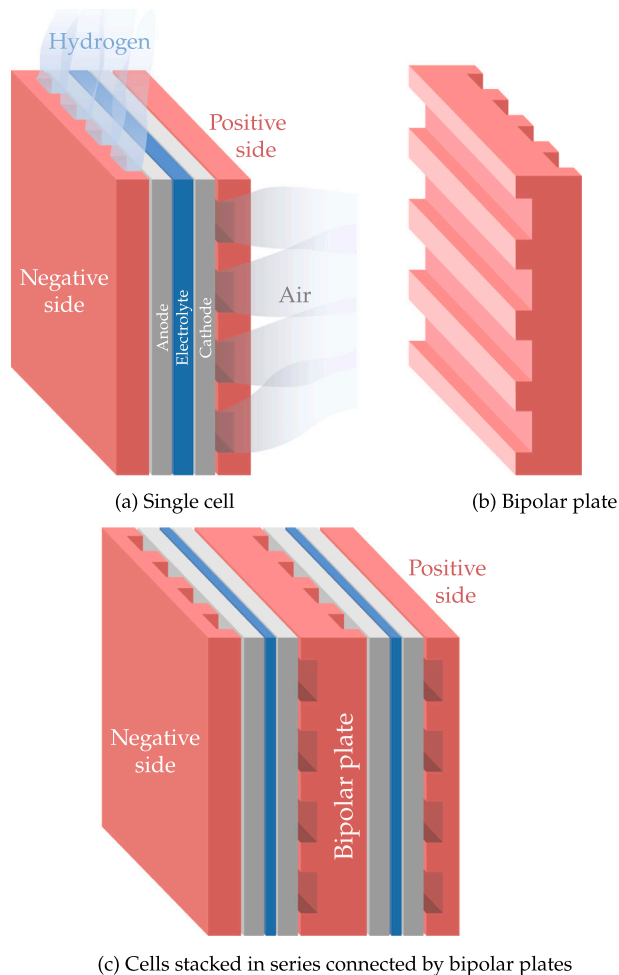 Hydrogen
Positive
side
Negative
side
Anode
Electrolyte
Cathode
Air
(a) Single cell
(b) Bipolar plate
Positive
side
Negative
side
Bipolar plate
(c) Cells stacked in series connected by bipolar plates